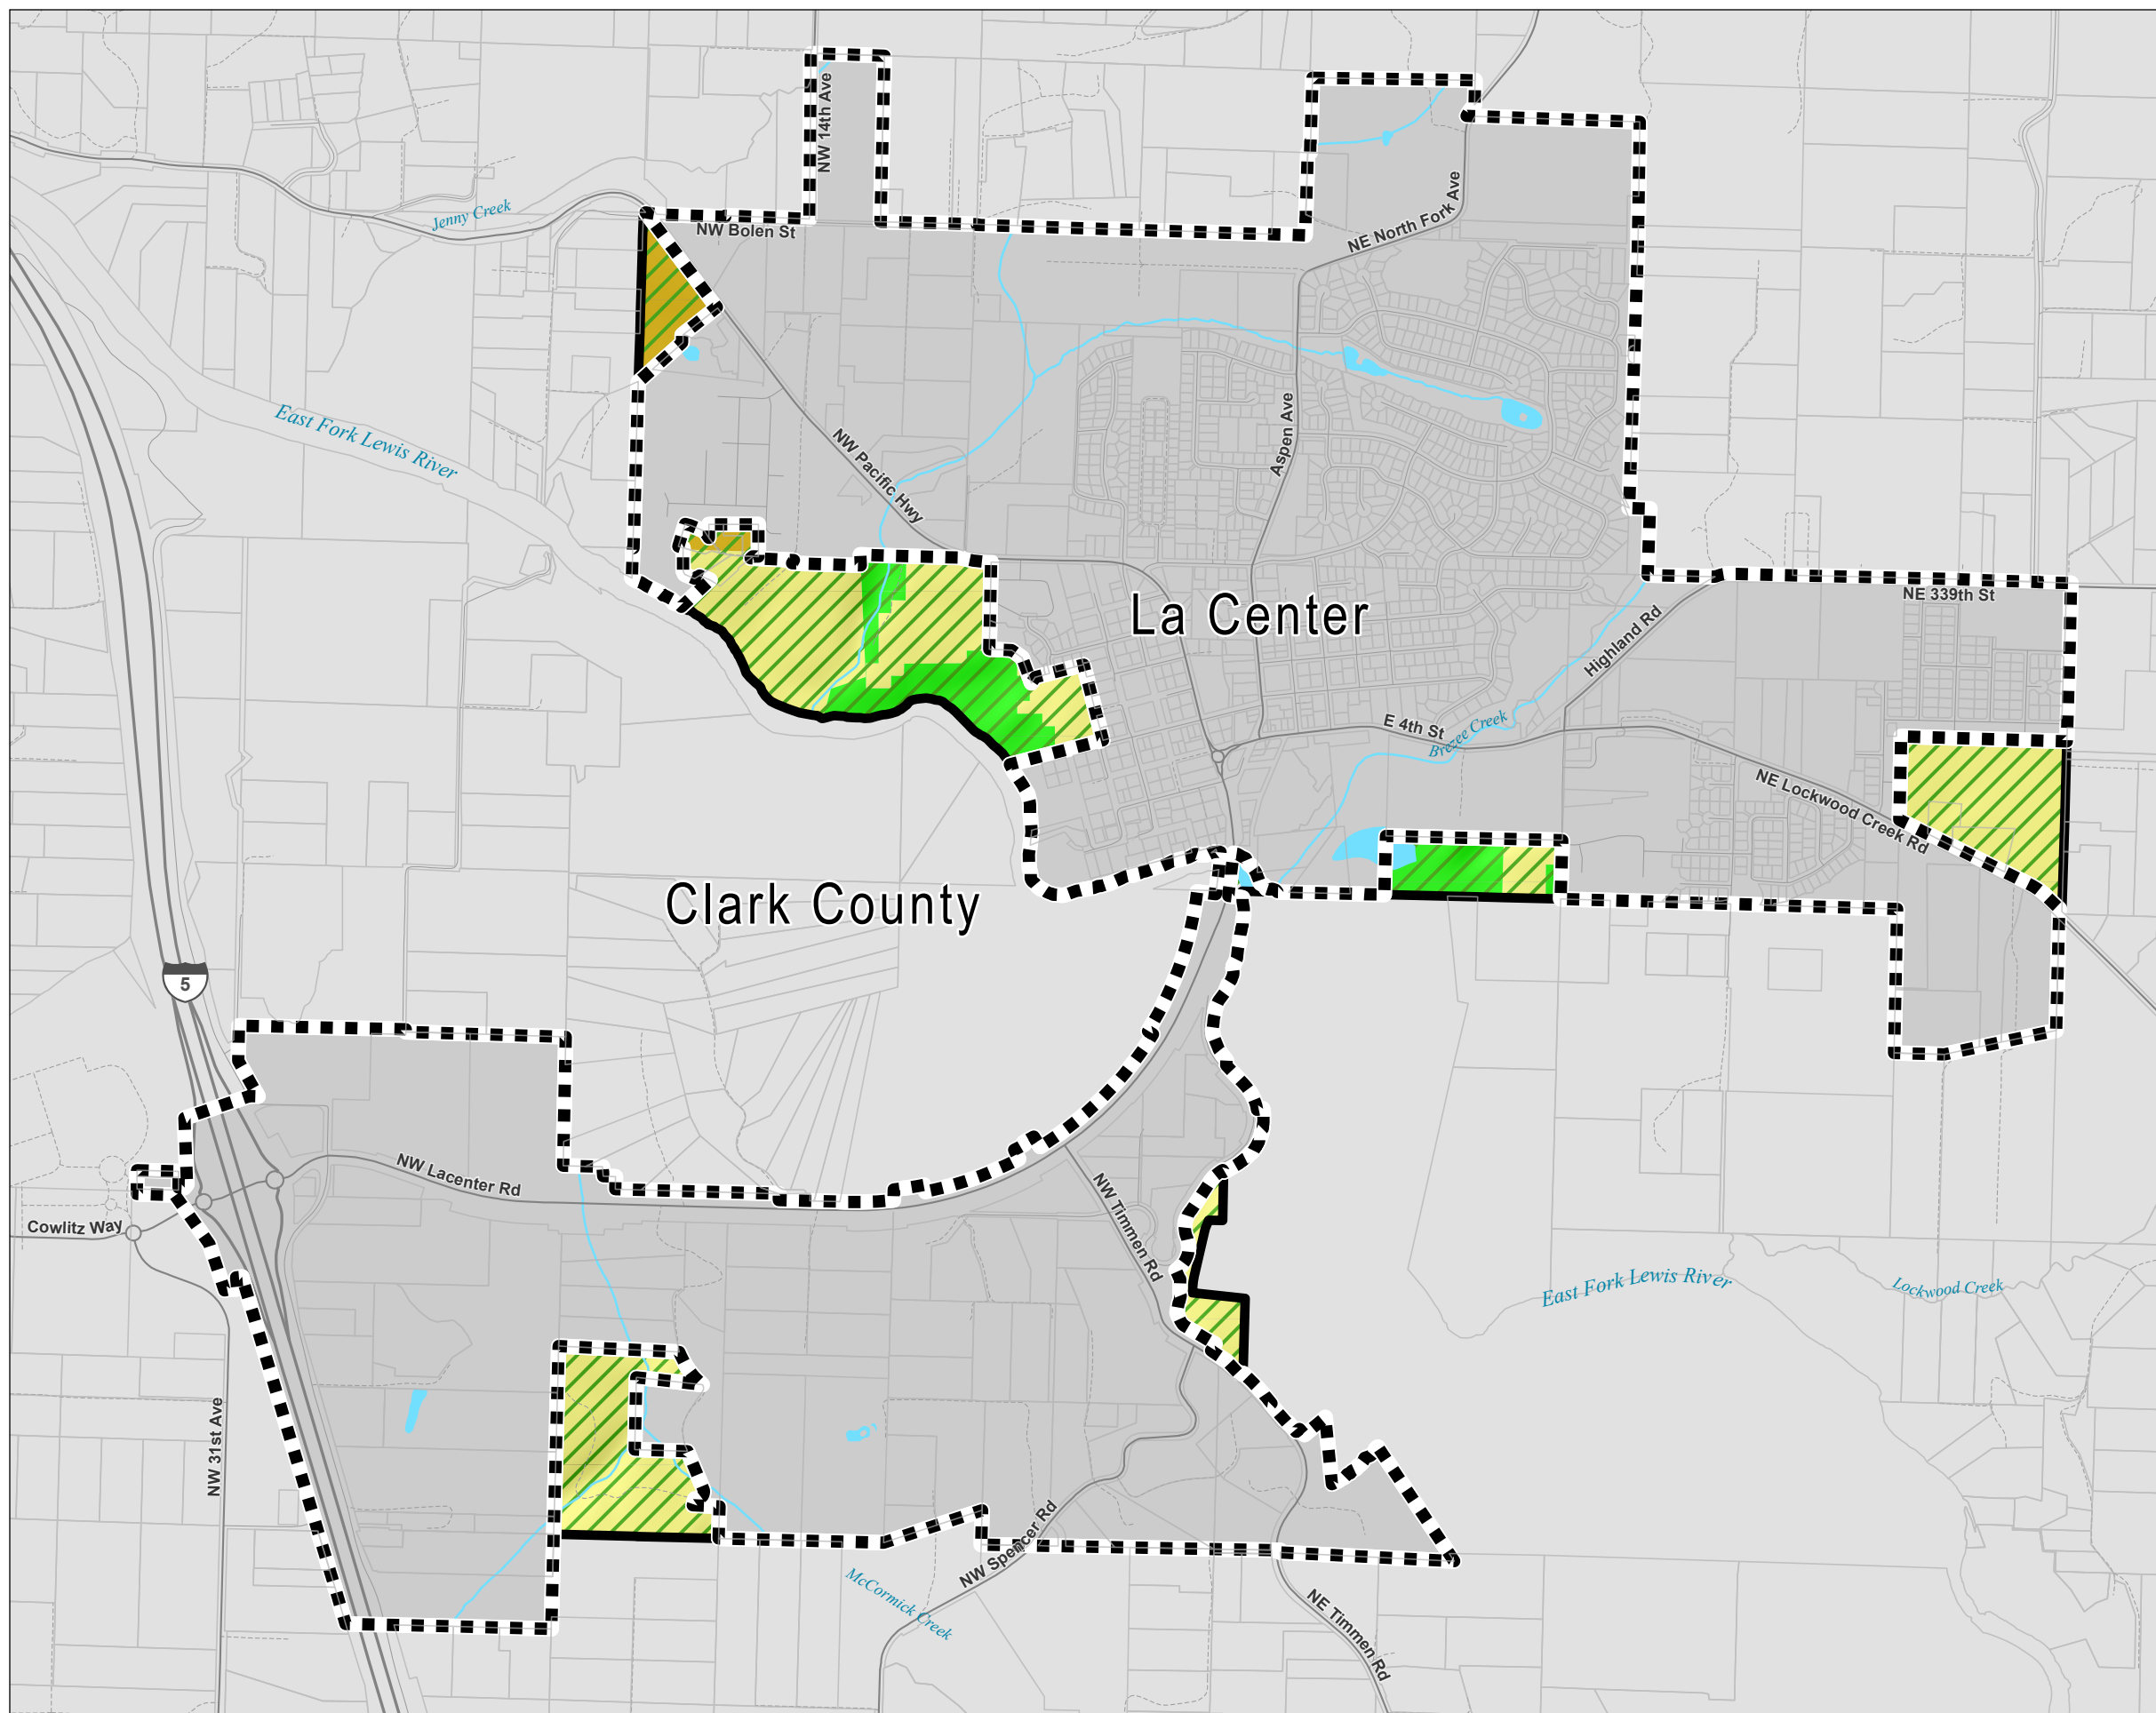 NW 14th Ave
NE North Fork Ave
Jenny Creek
NW Bolen St
East Fork Lewis River
NW Pacific Hwy
Aspen Ave
La Center
NE 339th St
Highland Rd
E 4th St
Brezee Creek
NE Lockwood Creek Rd
Clark County
5
NW Lacenter Rd
NW Timmen Rd
Cowlitz Way
East Fork Lewis River
Lockwood Creek
NW 31st Ave
NW Spencer Rd
McCormick Creek
NE Timmen Rd